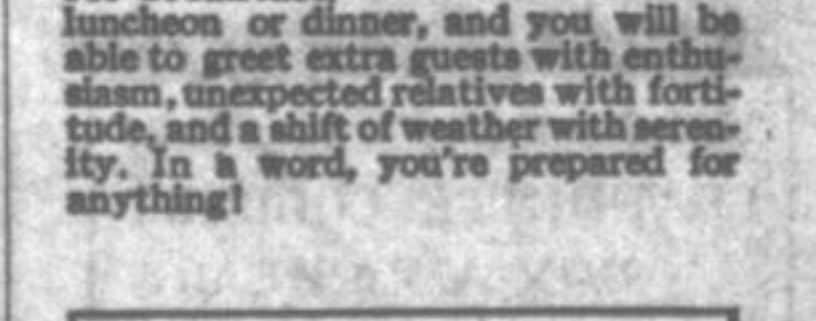 luncheon or dinner, and you will be
able to greet extra guests with enthu-
siasm, unexpected relatives with forti-
tude, and a shift of weather with seren-
ity. In a word, you're prepared for
anything!